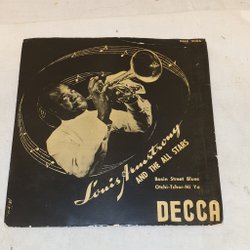 Louis Armstrong
AND THE ALL STARS
Basin Street Blues
Otchi-Tchor-Ni-Ya
DECCA